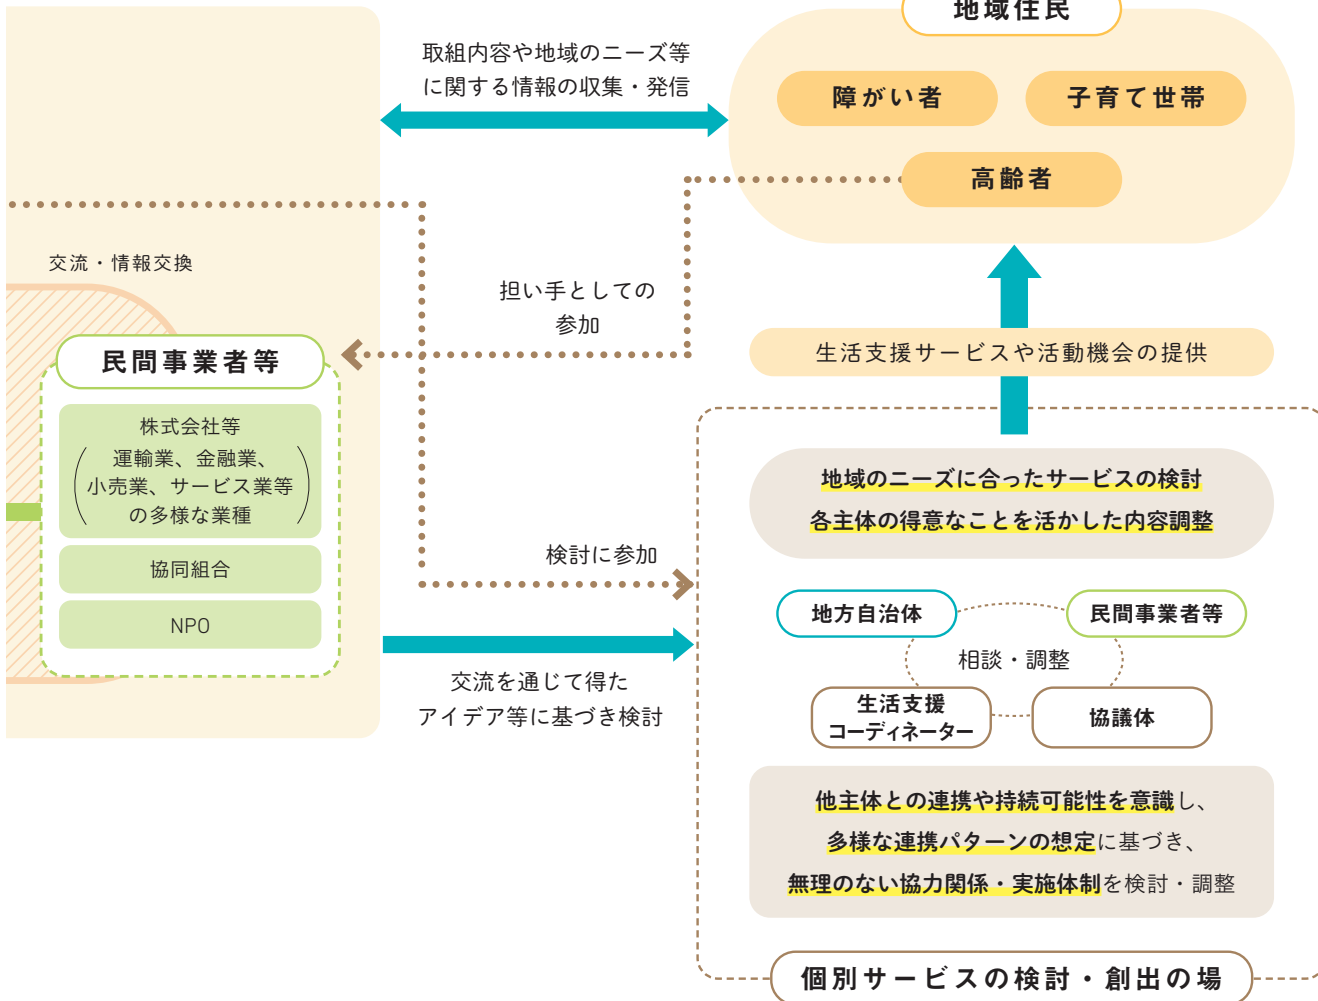 地域住民
取組内容や地域のニーズ等
に関する情報の収集・発信
障がい者
子育て世帯
高齢者
交流・情報交換
担い手としての
参加
民間事業者等
生活支援サービスや活動機会の提供
株式会社等
運輸業、金融業、
小売業、サービス業等
の多様な業種
協同組合
NPO
検討に参加
交流を通じて得た
アイデア等に基づき検討
地域のニーズに合ったサービスの検討
各主体の得意なことを活かした内容調整
地方自治体
民間事業者等
相談・調整
生活支援
コーディネーター
協議体
他主体との連携や持続可能性を意識し、
多様な連携パターンの想定に基づき、
無理のない協力関係・実施体制を検討・調整
個別サービスの検討・創出の場